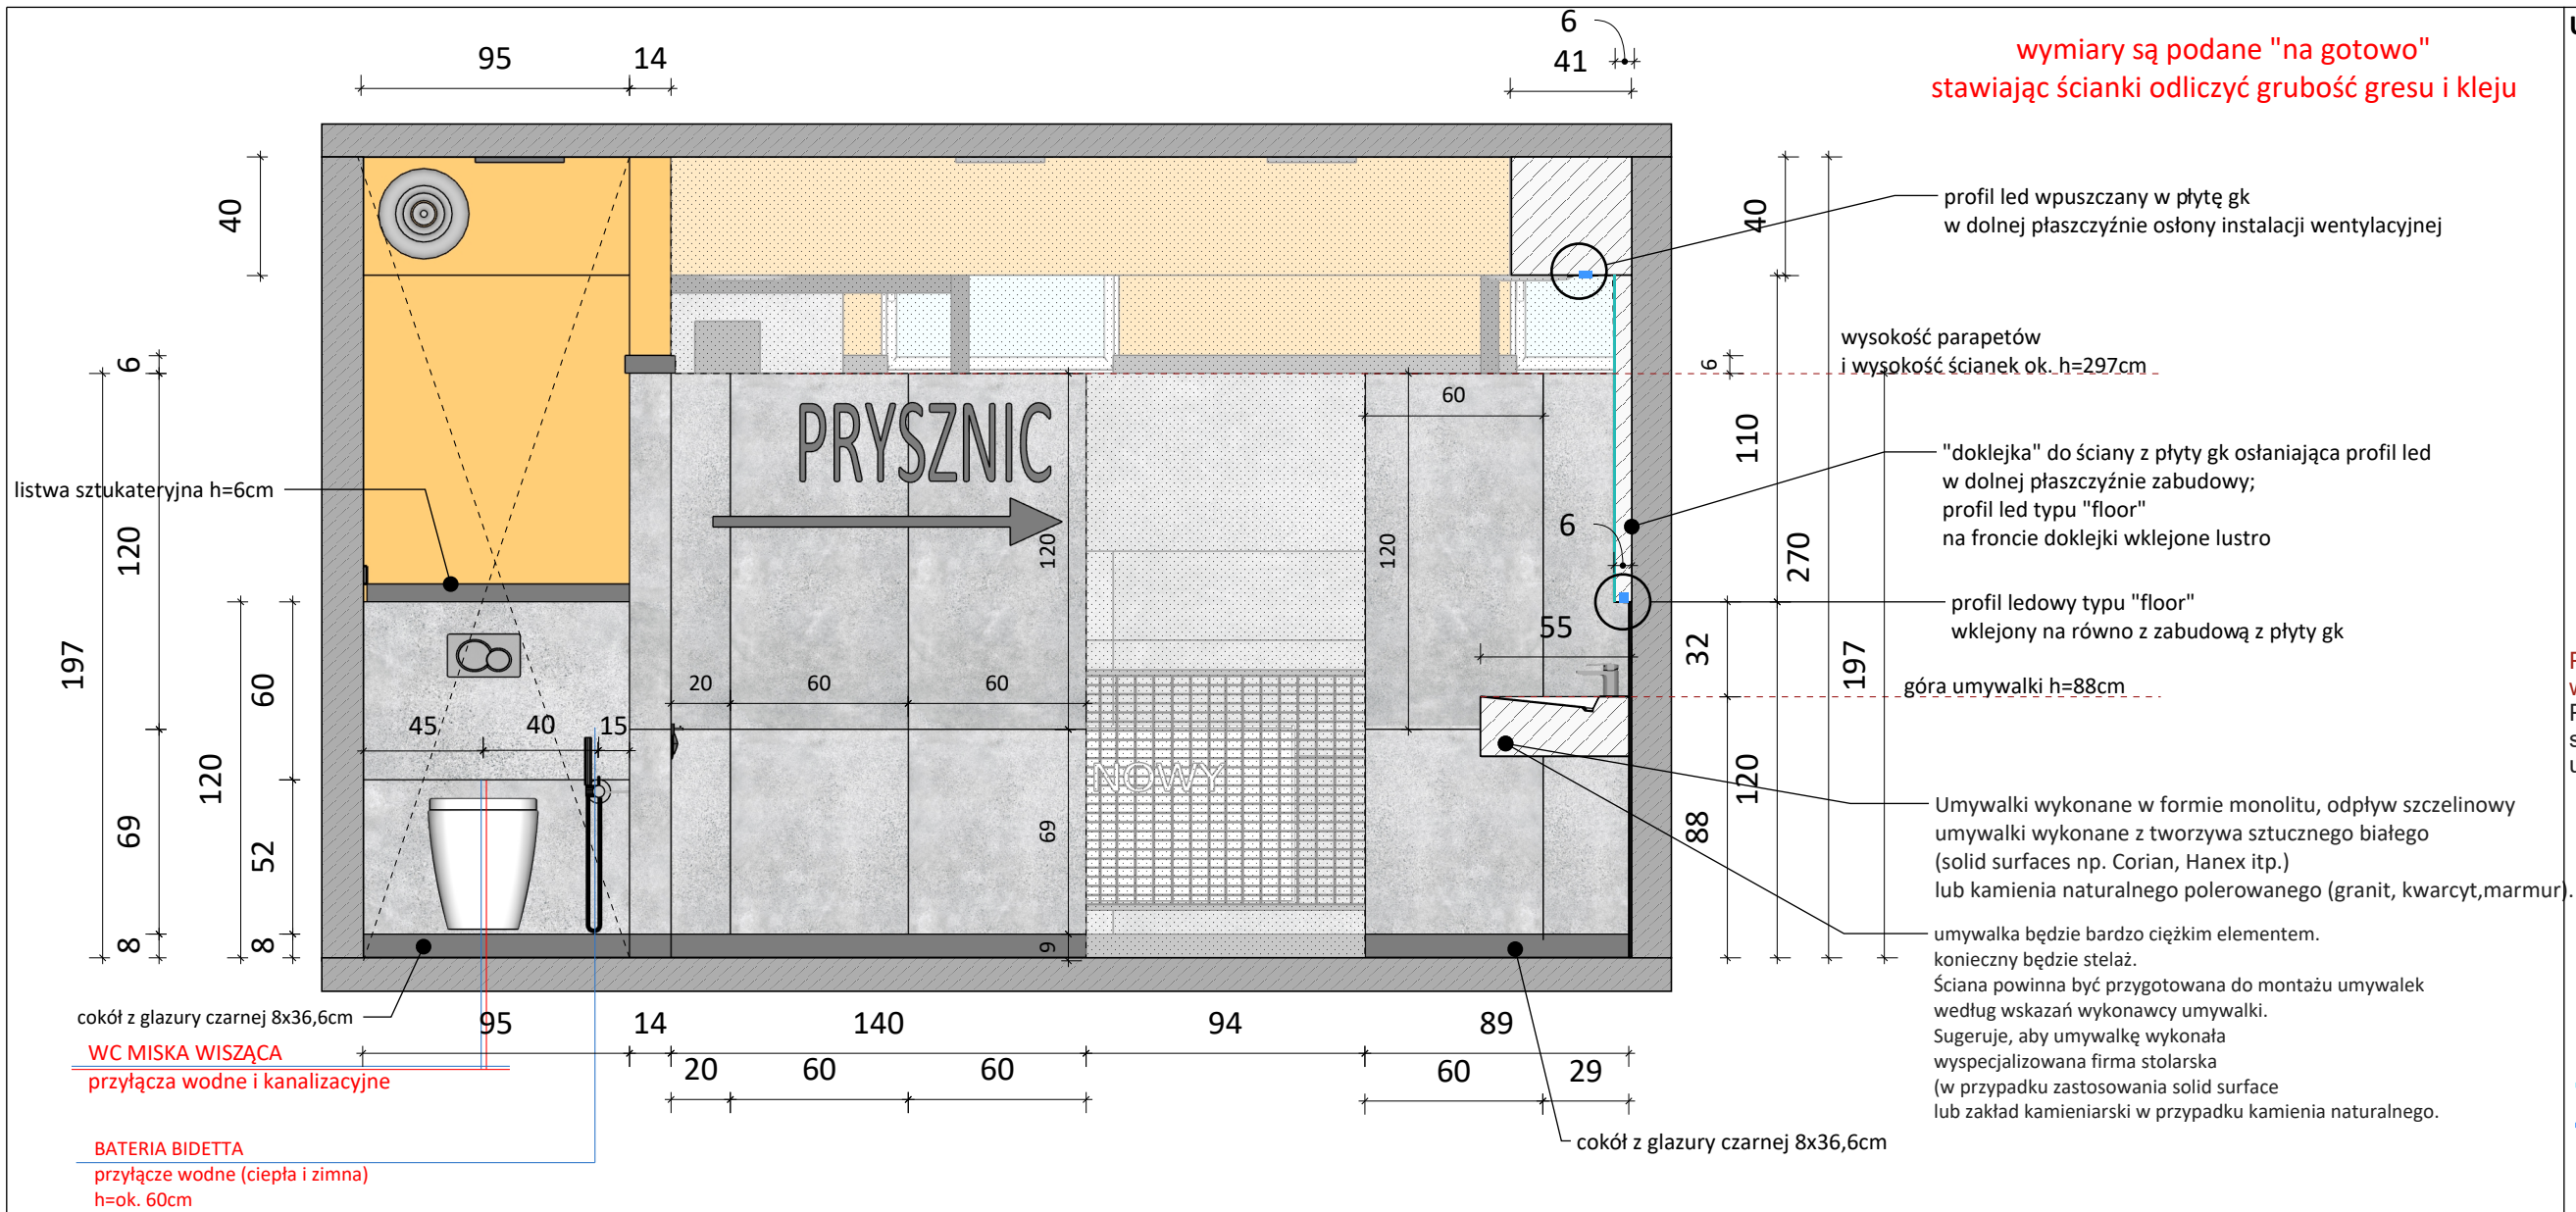 6
95
14
41
wymiary są podane "na gotowo"
stawiając ścianki odliczyć grubość gresu i kleju
40
40
profil led wpuszczany w płytę gk
w dolnej płaszczyźnie osłony instalacji wentylacyjnej
6
6
wysokość parapetów
i wysokość ścianek ok. h=297cm
60
PRYSZNIC
110
"doklejka" do ściany z płyty gk osłaniająca profil led
w dolnej płaszczyźnie zabudowy;
profil led typu "floor"
na froncie doklejki wklejone lustro
listwa sztukateryjna h=6cm
120
120
120
6
270
profil ledowy typu "floor"
wklejony na równo z zabudową z płyty gk
197
60
55
32
197
20
60
60
góra umywalki h=88cm
45
40
15
120
NOWY
120
69
52
69
88
Umywalki wykonane w formie monolitu, odpływ szczelinowy
umywalki wykonane z tworzywa sztucznego białego
(solid surfaces np. Corian, Hanex itp.)
lub kamienia naturalnego polerowanego (granit, kwarcyt,marmur).
8
8
9
umywalka będzie bardzo ciężkim elementem.
konieczny będzie stelaż.
Ściana powinna być przygotowana do montażu umywalek
według wskazań wykonawcy umywalki.
Sugeruje, aby umywalkę wykonała
wyspecjalizowana firma stolarska
(w przypadku zastosowania solid surface
lub zakład kamieniarski w przypadku kamienia naturalnego.
cokół z glazury czarnej 8x36,6cm
95
14
140
94
89
WC MISKA WISZĄCA
przyłącza wodne i kanalizacyjne
20
60
60
60
29
BATERIA BIDETTA
przyłącze wodne (ciepła i zimna)
h=ok. 60cm
cokół z glazury czarnej 8x36,6cm